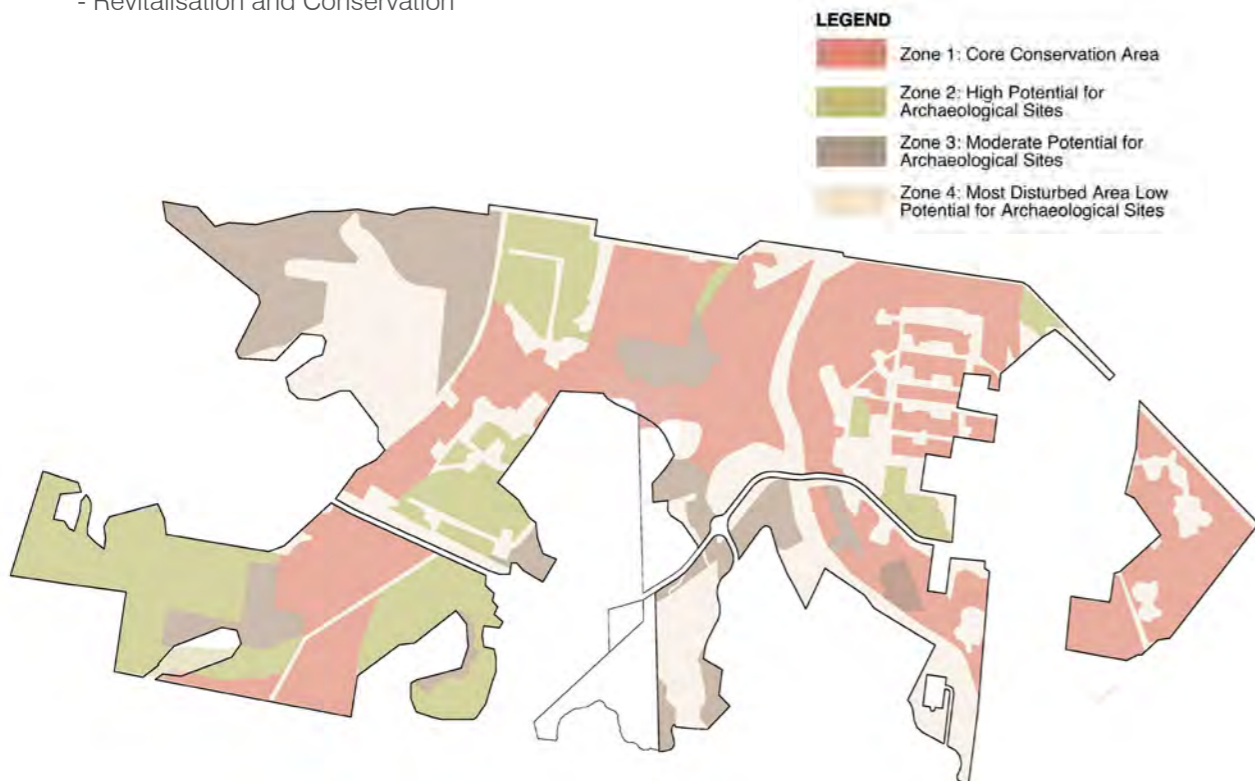 - Revitalisation and Conservation
LEGEND
Zone 1: Core Conservation Area
Zone 2: High Potential for
Archaeological Sites
Zone 3: Moderate Potential for
Archaeological Sites
Zone 4: Most Disturbed Area Low
Potential for Archaeological Sites